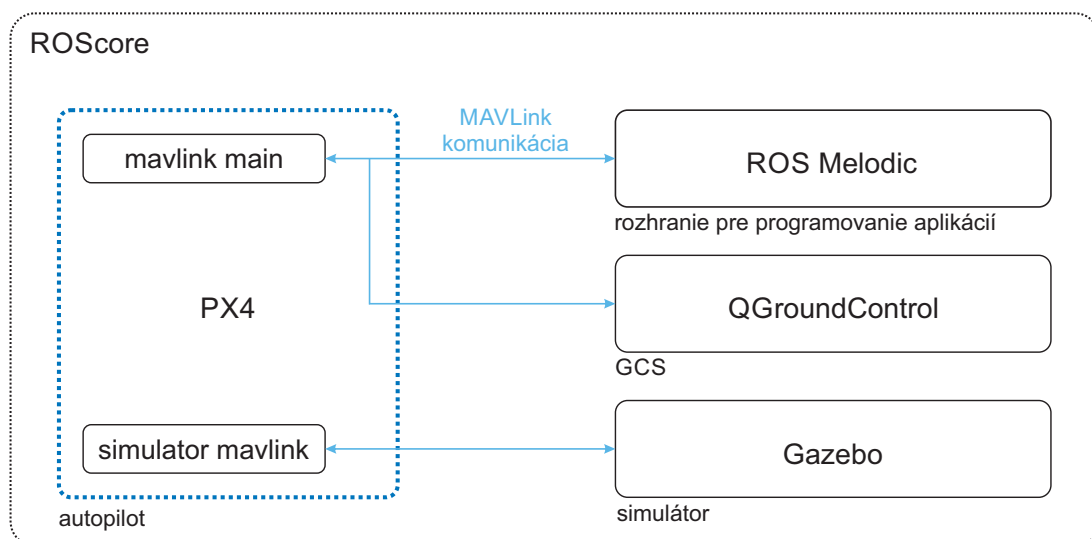 ROScore
MAVLink
komunikácia
mavlink main
ROS Melodic
rozhranie pre programovanie aplikácií
PX4
QGroundControl
GCS
simulator mavlink
Gazebo
autopilot
simulátor